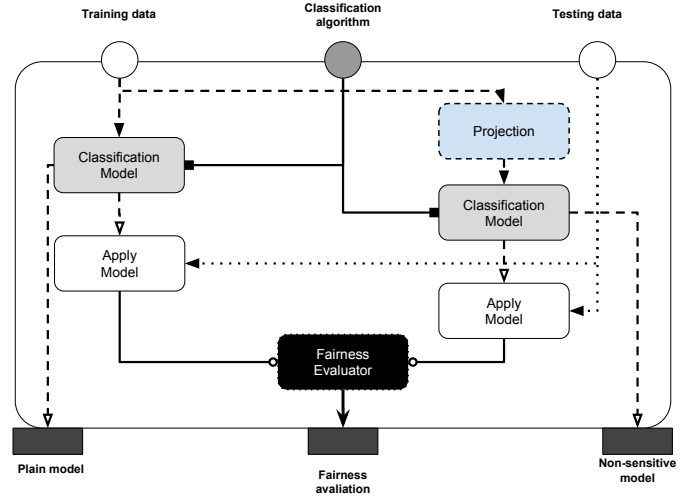 Training data
Classification
algorithm
Testing data
Projection
Classification
Model
Classification
Model
Apply
Model
Apply
Model
Fairness
Evaluator
Plain model
Fairness
avaliation
Non-sensitive
model